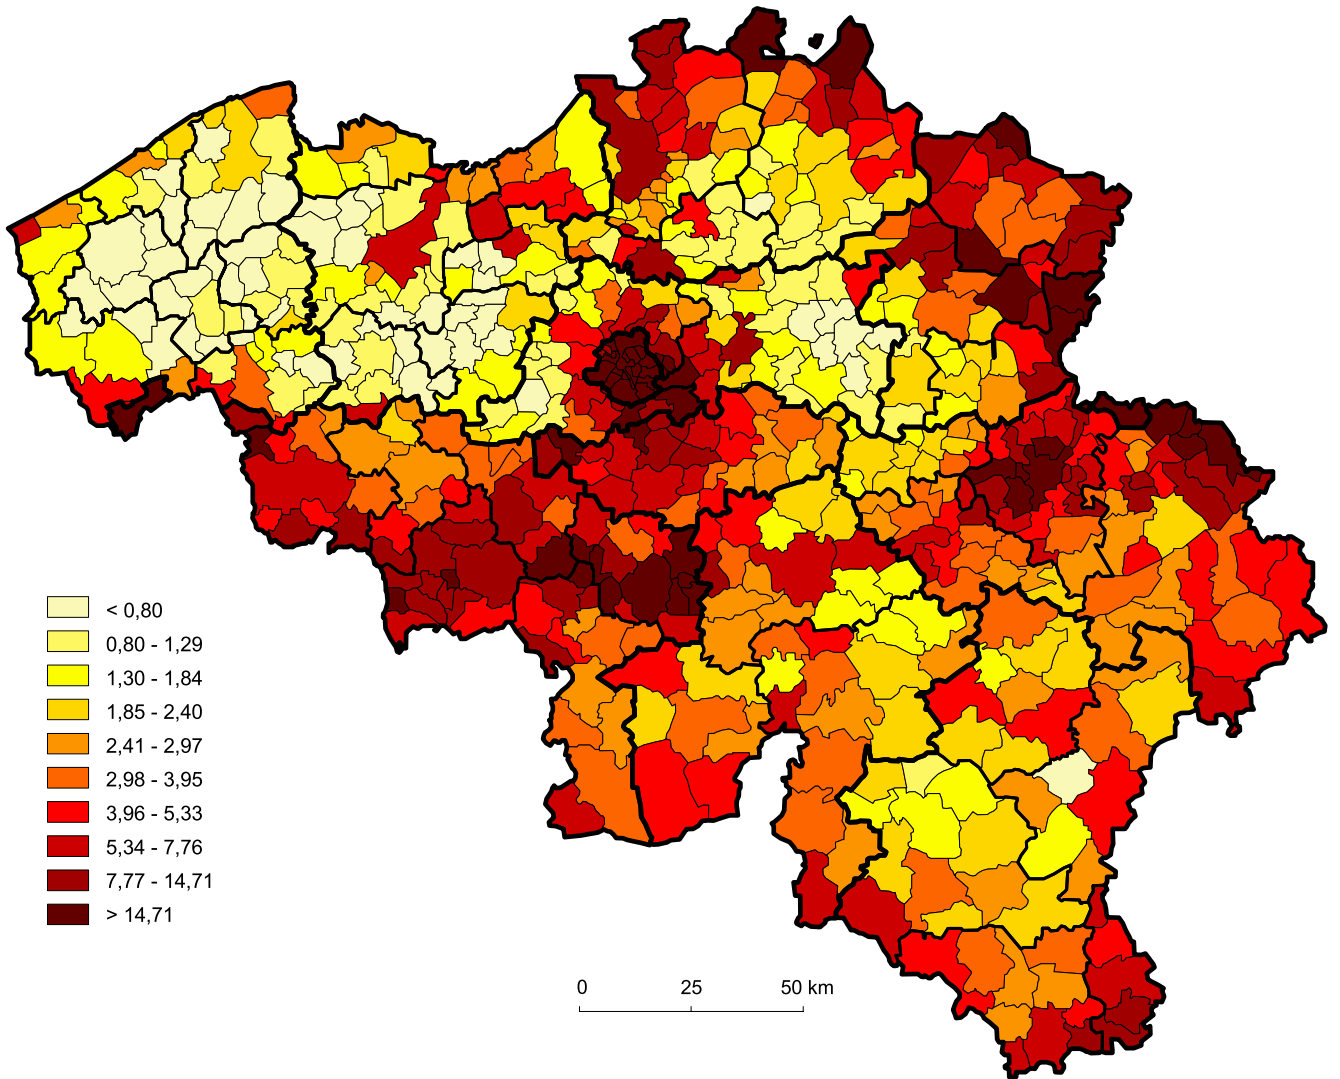 < 0,80
0,80 - 1,29
1,30 - 1,84
1,85 - 2,40
2,41 - 2,97
2,98 - 3,95
3,96 - 5,33
5,34 - 7,76
7,77 - 14,71
> 14,71
0 25 50 km